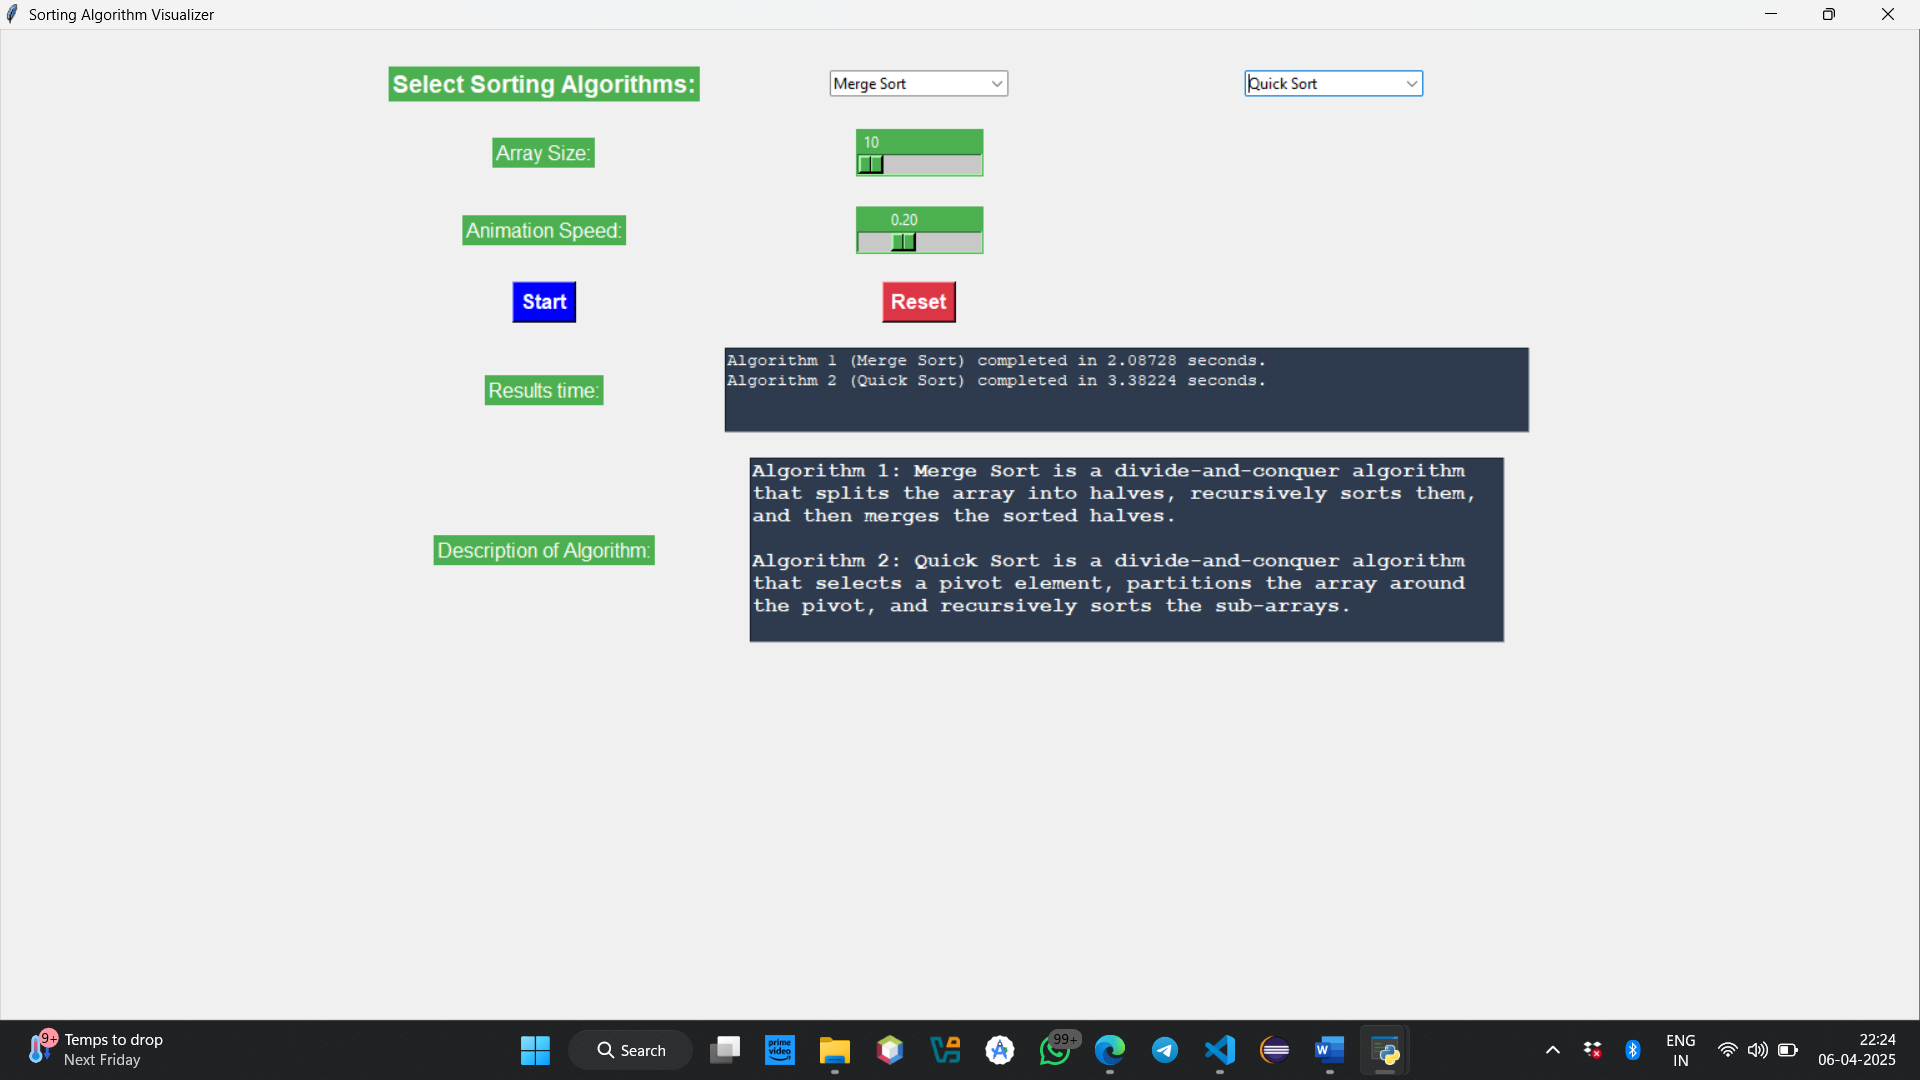 Sorting Algorithm Visualizer
Select Sorting Algorithms:
Merge Sort
Quick Sort
Array Size:
10
Animation Speed:
0.20
Start
Reset
Results time:
Algorithm 1 (Merge Sort) completed in 2.08728 seconds.
Algorithm 2 (Quick Sort) completed in 3.38224 seconds.
Description of Algorithm:
Algorithm 1: Merge Sort is a divide-and-conquer algorithm
that splits the array into halves, recursively sorts them,
and then merges the sorted halves.
Algorithm 2: Quick Sort is a divide-and-conquer algorithm
that selects a pivot element, partitions the array around
the pivot, and recursively sorts the sub-arrays.
9+
Temps to drop
Next Friday
Search
prime
video
99+
W
ENG
IN
22:24
06-04-2025